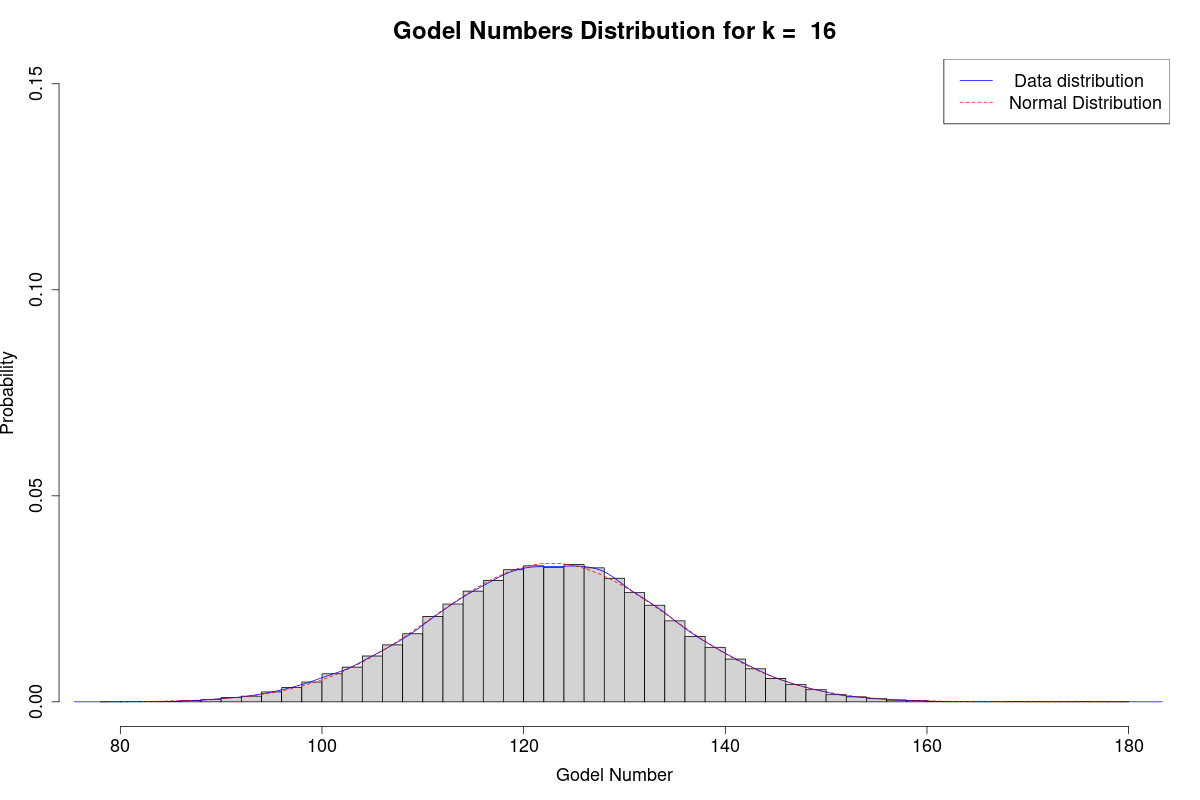 Godel Numbers Distribution for k =  16
Data distribution
Normal Distribution
0.15
0.10
0.05
0.00
Probability
80 100 120 140 160 180
Godel Number